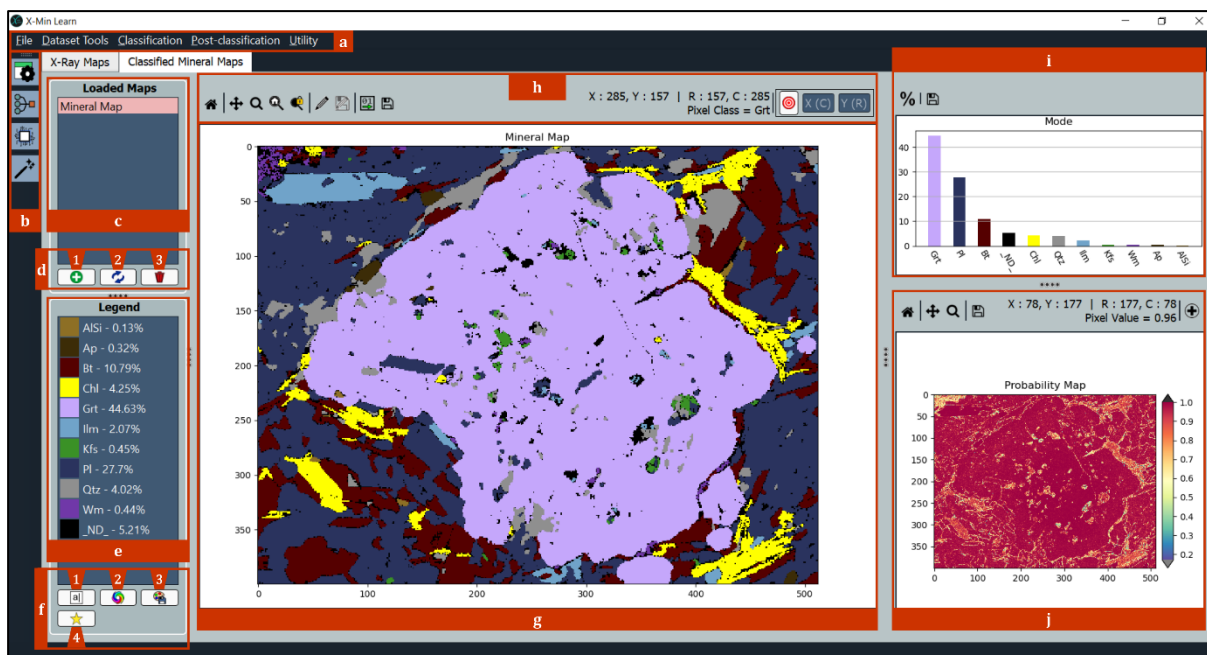 X-Min Learn
File Dataset Tools Classification Post-classification Utility a
X-Ray Maps Classified Mineral Maps
b
Loaded Maps
Mineral Map
c
d
1 2 3
Legend
AlSi - 0.13%
Ap - 0.32%
Bt - 10.79%
Chl - 4.25%
Grt - 44.63%
Ilm - 2.07%
Kfs - 0.45%
Pl - 27.7%
Qtz - 4.02%
Wm - 0.44%
_ND_ - 5.21%
e
f
1 2 3
a|
4
h
X : 285, Y : 157 | R : 157, C : 285
Pixel Class = Grt
X (C) Y (R)
Mineral Map
0
50
100
150
200
250
300
350
0 100 200 300 400 500
g
i
%
Mode
40
30
20
10
0
Grt Pl Bt _ND_ Chl Qtz Ilm Kfs Wm Ap AlSi
X : 78, Y : 177 | R : 177, C : 78
Pixel Value = 0.96
Probability Map
0
50
100
150
200
250
300
350
0 100 200 300 400 500
1.0
0.9
0.8
0.7
0.6
0.5
0.4
0.3
0.2
j